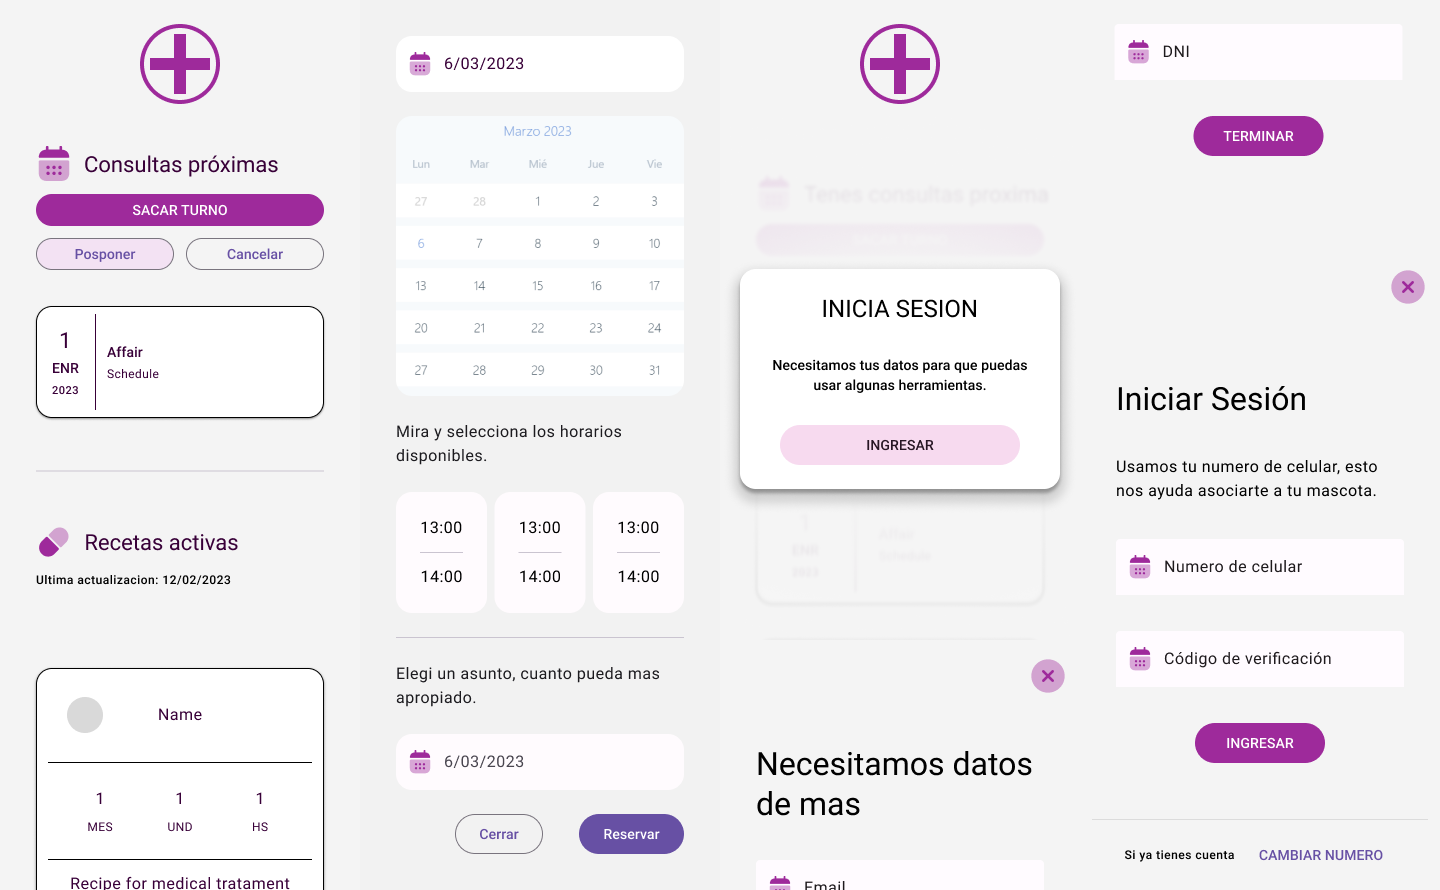 Consultas próximas
SACAR TURNO
Posponer
Cancelar
1
ENR
2023
Affair
Schedule
Recetas activas
Ultima actualizacion: 12/02/2023
Name
1
1
1
MES
UND
HS
Recipe for medical tratament
6/03/2023
Marzo 2023
Lun Mar Mié Jue Vie
27 28 1 2 3
6 7 8 9 10
13 14 15 16 17
20 21 22 23 24
27 28 29 30 31
Mira y selecciona los horarios
disponibles.
13:00
14:00
13:00
14:00
13:00
14:00
Elegi un asunto, cuanto pueda mas
apropiado.
6/03/2023
Cerrar
Reservar
Tenes consultas proxima
INICIA SESION
Necesitamos tus datos para que puedas
usar algunas herramientas.
INGRESAR
1
ENR
2023
Affair
Schedule
Necesitamos datos
de mas
Email
DNI
TERMINAR
Iniciar Sesión
Usamos tu numero de celular, esto
nos ayuda asociarte a tu mascota.
Numero de celular
Código de verificación
INGRESAR
Si ya tienes cuenta
CAMBIAR NUMERO